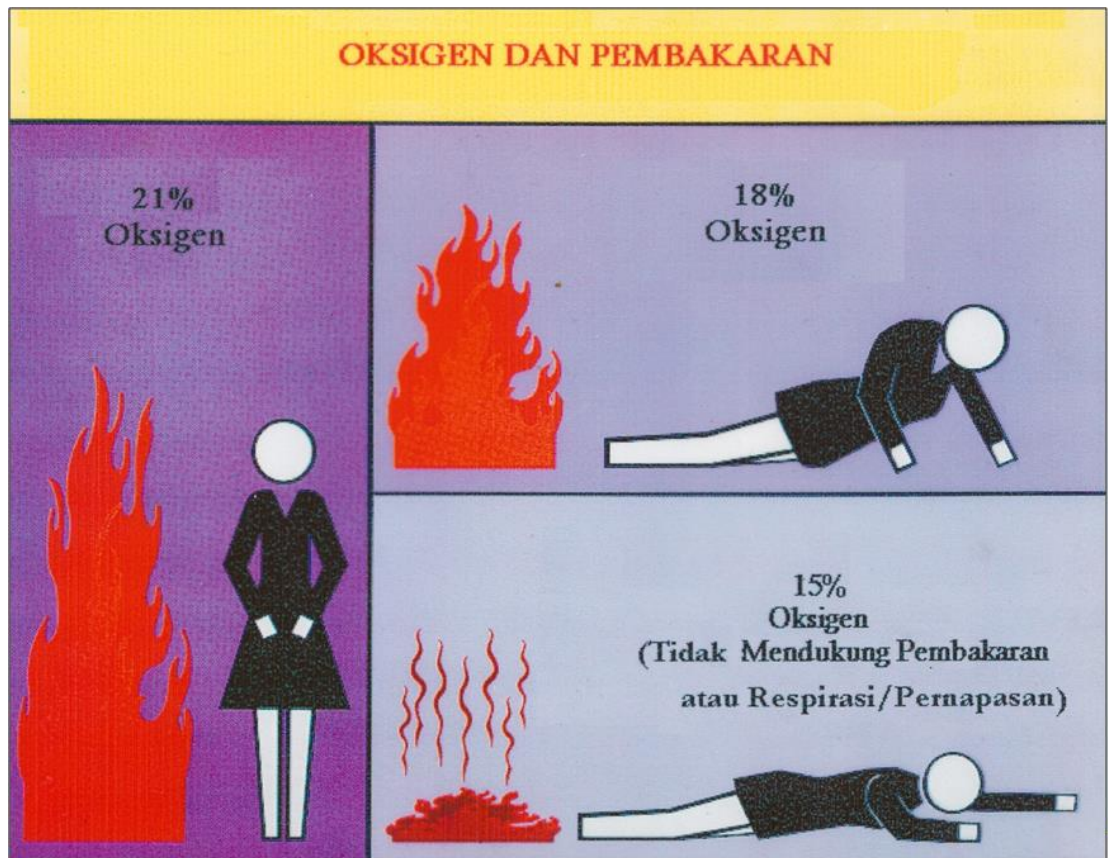 OKSIGEN DAN PEMBAKARAN
21%
Oksigen
18%
Oksigen
15%
Oksigen
(Tidak Mendukung Pembakaran
atau Respirasi/Pernapasan)